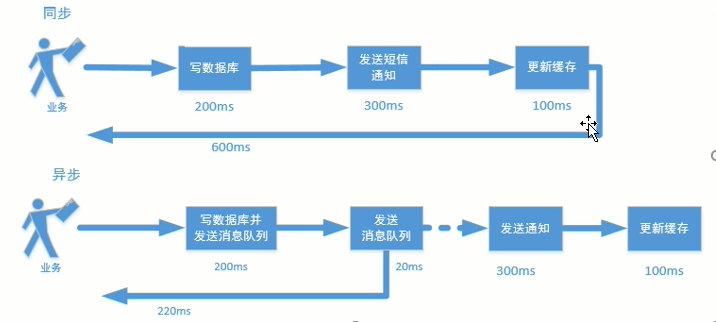 同步
业务
写数据库
200ms
发送短信
通知
300ms
更新缓存
100ms
600ms
异步
业务
写数据库并
发送消息队列
200ms
发送
消息队列
20ms
发送通知
300ms
更新缓存
100ms
220ms